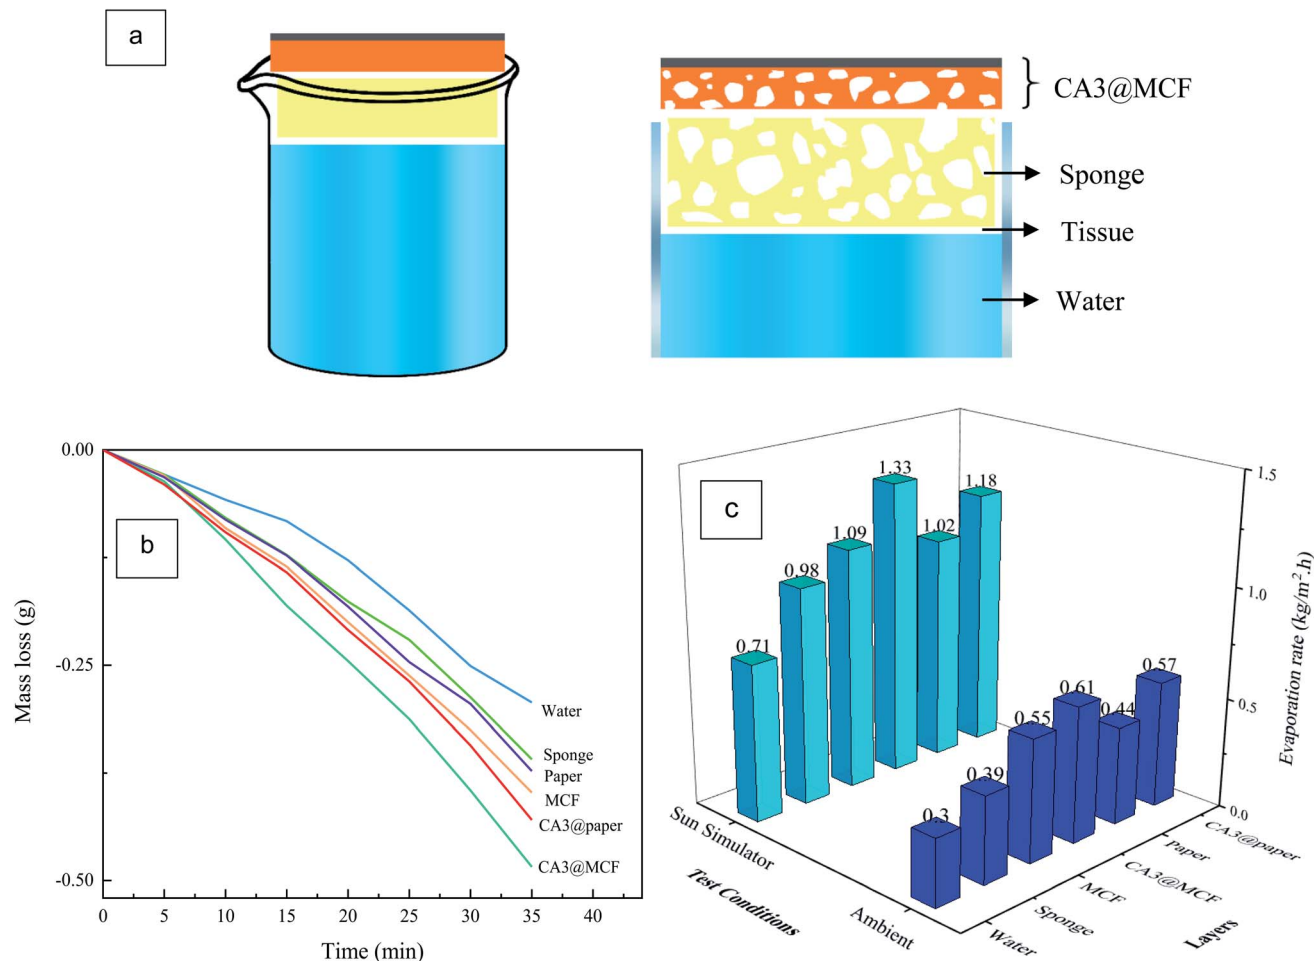 a
CA3@MCF
Sponge
Tissue
Water
0.00
-0.25
-0.50
Mass loss (g)
b
Water
Sponge
Paper
MCF
CA3@paper
CA3@MCF
0 5 10 15 20 25 30 35 40
Time (min)
c
0.71
0.98
1.09
1.33
1.02
1.18
0.3
0.39
0.55
0.61
0.44
0.57
1.5
1.0
0.5
0.0
Evaporation rate (kg/m².h)
Sun Simulator
Ambient
Test Conditions
Water
Sponge
MCF
CA3@MCF
Paper
CA3@paper
Layers